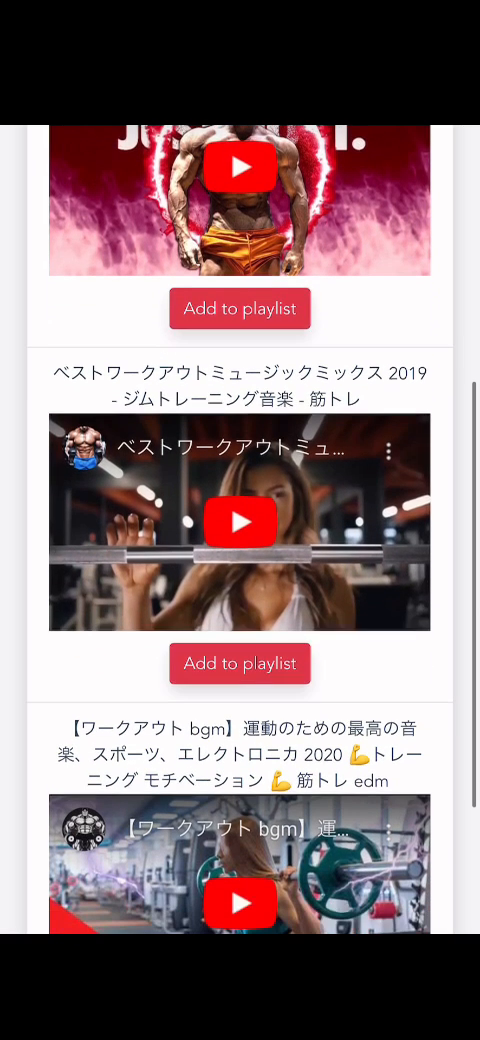 Add to playlist
ベストワークアウトミュージックミックス 2019
- ジムトレーニング音楽 - 筋トレ
ベストワークアウトミュ...
Add to playlist
【ワークアウト bgm】運動のための最高の音
楽、スポーツ、エレクトロニカ 2020 💪トレー
ニング モチベーション 💪 筋トレ edm
【ワークアウト bgm】運...